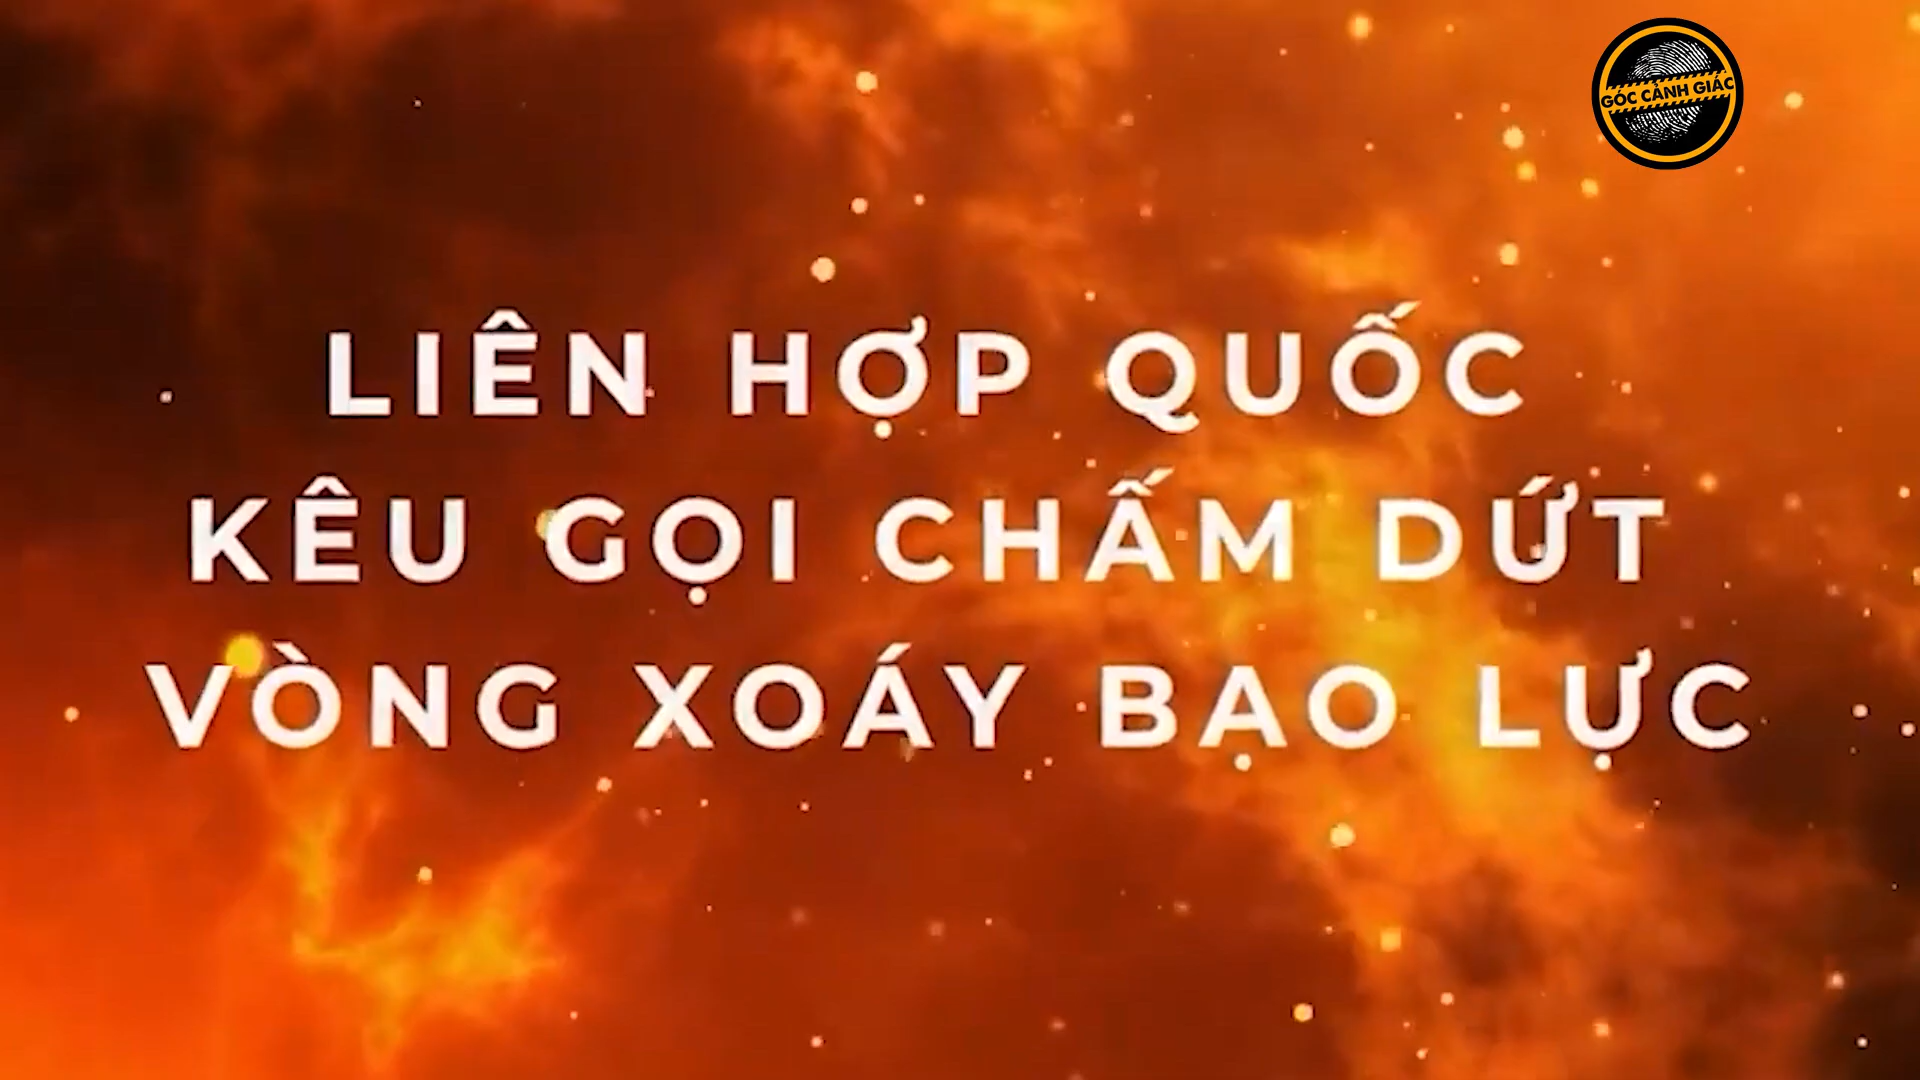 GÓC CẢNH GIÁC
LIÊN HỢP QUỐC
KÊU GỌI CHẤM DỨT
VÒNG XOÁY BẠO LỰC